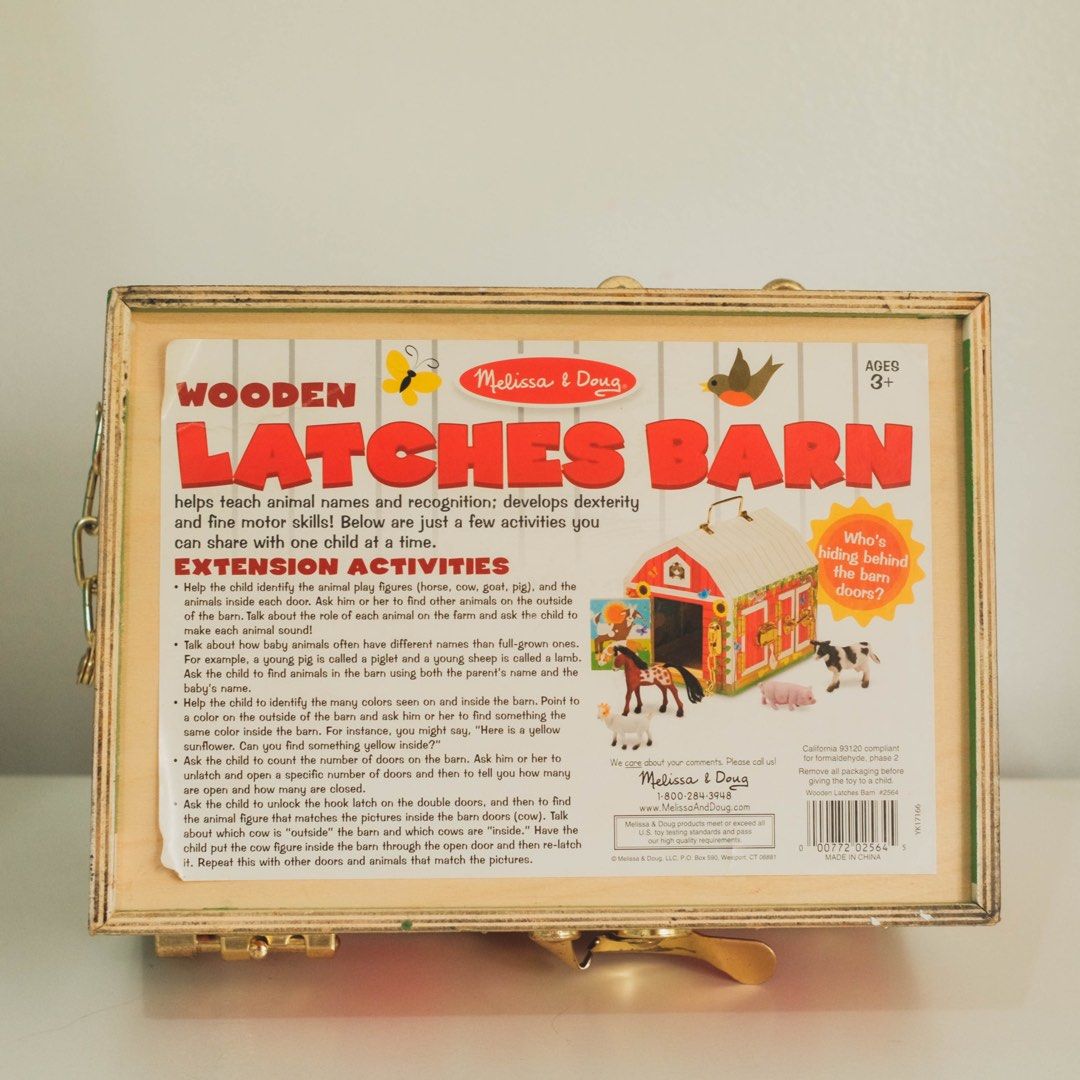 Melissa & Doug
AGES
3+
WOODEN
LATCHES BARN
helps teach animal names and recognition; develops dexterity
and fine motor skills! Below are just a few activities you
can share with one child at a time.
EXTENSION ACTIVITIES
• Help the child identify the animal play figures (horse, cow, goat, pig), and the
animals inside each door. Ask him or her to find other animals on the outside
of the barn. Talk about the role of each animal on the farm and ask the child to
make each animal sound!
• Talk about how baby animals often have different names than full-grown ones.
For example, a young pig is called a piglet and a young sheep is called a lamb.
Ask the child to find animals in the barn using both the parent's name and the
baby's name.
• Help the child to identify the many colors seen on and inside the barn. Point to
a color on the outside of the barn and ask him or her to find something the
same color inside the barn. For instance, you might say, "Here is a yellow
sunflower. Can you find something yellow inside?"
• Ask the child to count the number of doors on the barn. Ask him or her to
unlatch and open a specific number of doors and then to tell you how many
are open and how many are closed.
• Ask the child to unlock the hook latch on the double doors, and then to find
the animal figure that matches the pictures inside the barn doors (cow). Talk
about which cow is "outside" the barn and which cows are "inside." Have the
child put the cow figure inside the barn through the open door and then re-latch
it. Repeat this with other doors and animals that match the pictures.
Who's
hiding behind
the barn
doors?
We care about your comments. Please call us!
Melissa & Doug
1-800-284-3948
www.MelissaAndDoug.com
Melissa & Doug products meet or exceed all
U.S. toy testing standards and pass
our high quality requirements.
© Melissa & Doug, LLC, P.O. Box 590, Westport, CT 06881
California 93120 compliant
for formaldehyde, phase 2
Remove all packaging before
giving the toy to a child.
Wooden Latches Barn #2564
0 00772 02564 5
MADE IN CHINA
YK17166